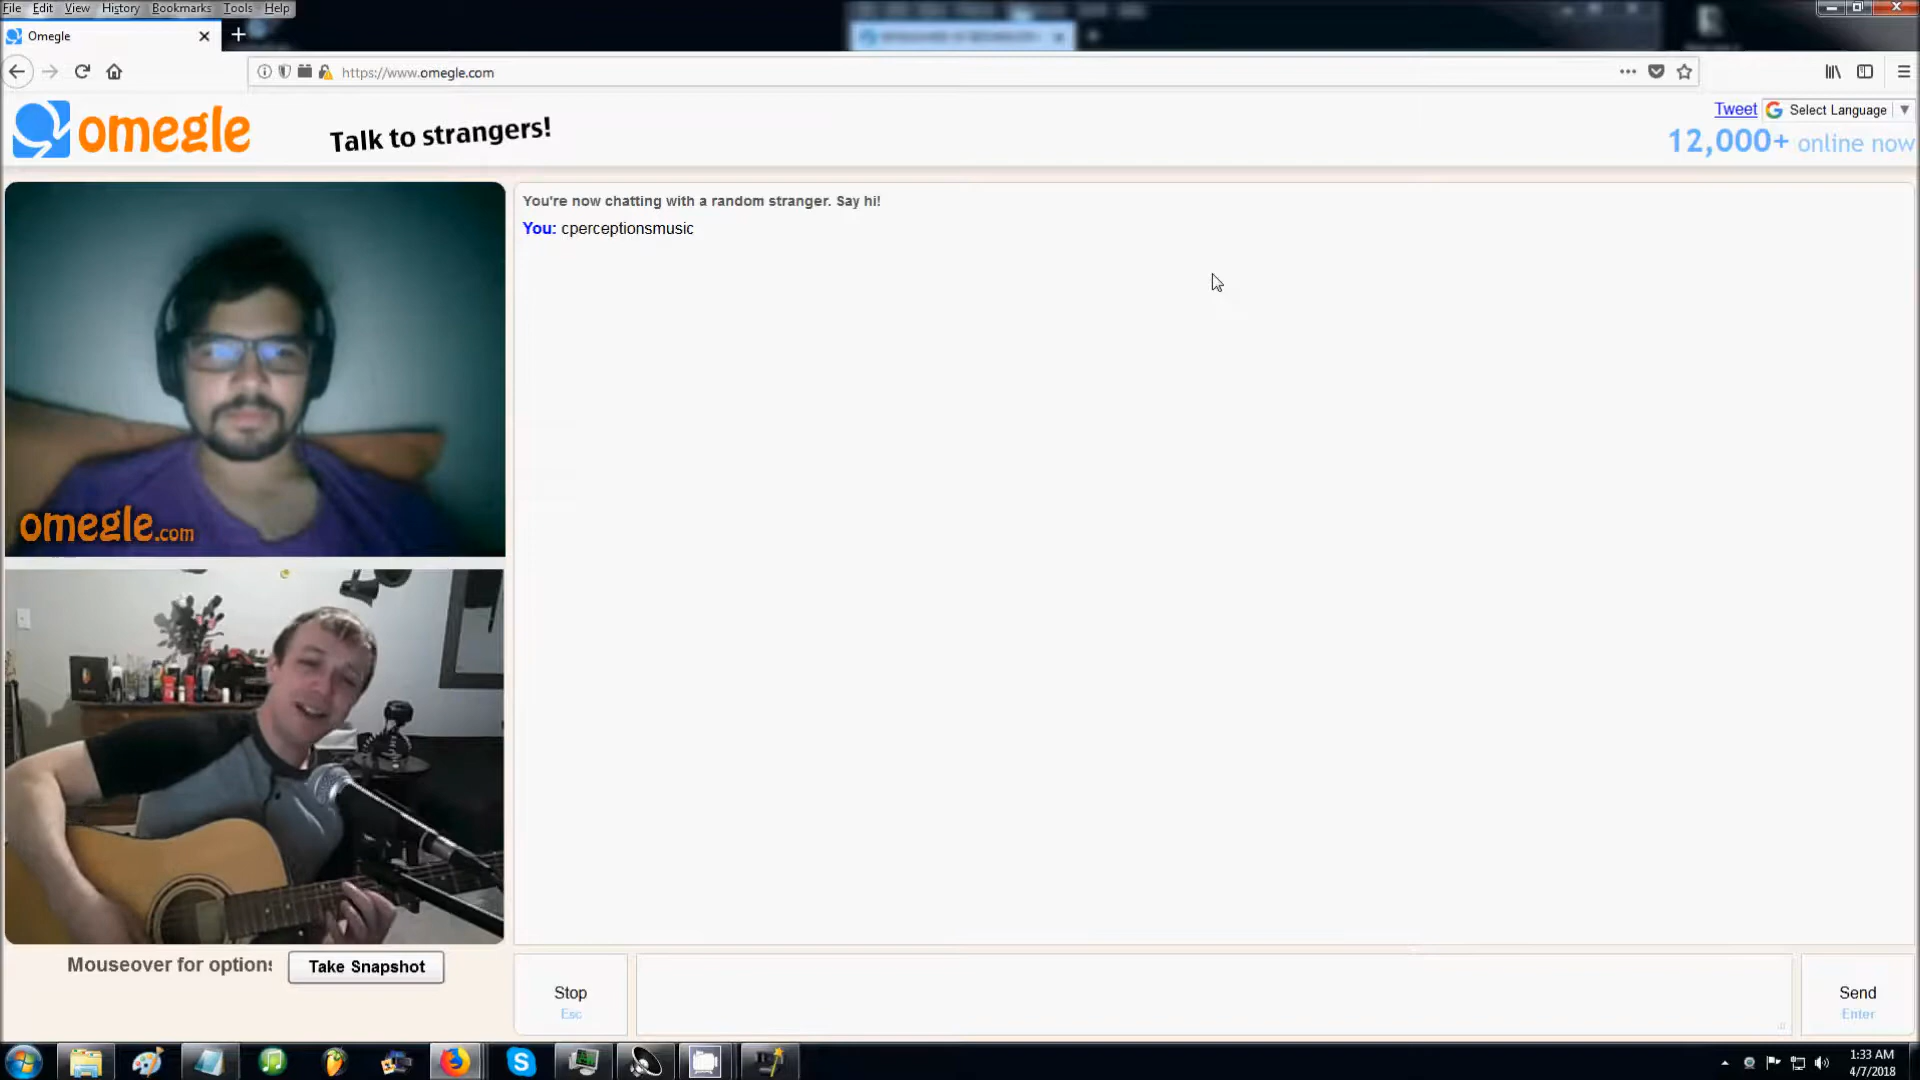 File Edit View History Bookmarks Tools Help
Omegle
https://www.omegle.com
omegle
Talk to strangers!
Tweet
Select Language
12,000+ online now
You're now chatting with a random stranger. Say hi!
You: cperceptionsmusic
omegle.com
Mouseover for options
Take Snapshot
Stop
Esc
Send
Enter
1:33 AM
4/7/2018